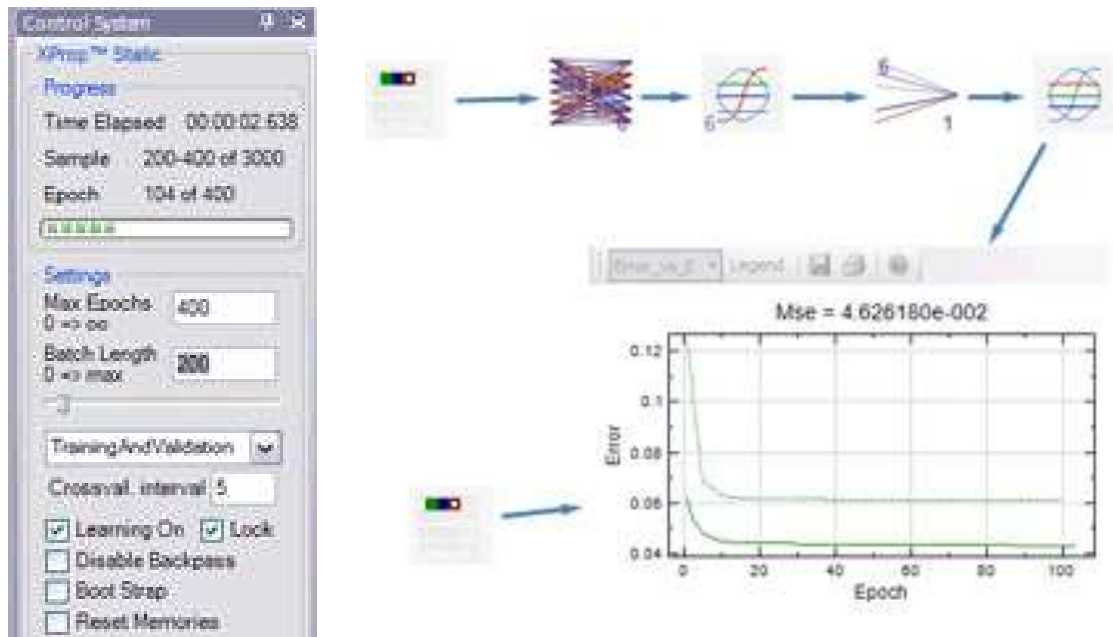 Control System
XProp™ Static
Progress
Time Elapsed 00:00:02.638
Sample 200-400 of 3000
Epoch 104 of 400
Settings
Max Epochs 400
0 => oo
Batch Length 200
0 => max
TrainingAndValidation
Crossval. interval 5
Learning On Lock
Disable Backpass
Boot Strap
Reset Memories
6
6
6
1
Legend
Mse = 4.626180e-002
0.12
0.1
0.08
0.06
0.04
Error
0 20 40 60 80 100
Epoch